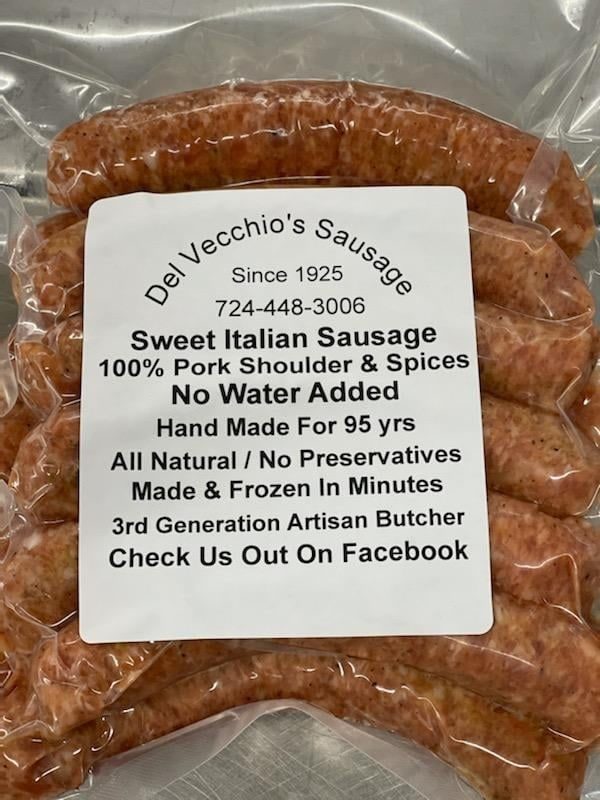 Del Vecchio's Sausage
Since 1925
724-448-3006
Sweet Italian Sausage
100% Pork Shoulder & Spices
No Water Added
Hand Made For 95 yrs
All Natural / No Preservatives
Made & Frozen In Minutes
3rd Generation Artisan Butcher
Check Us Out On Facebook